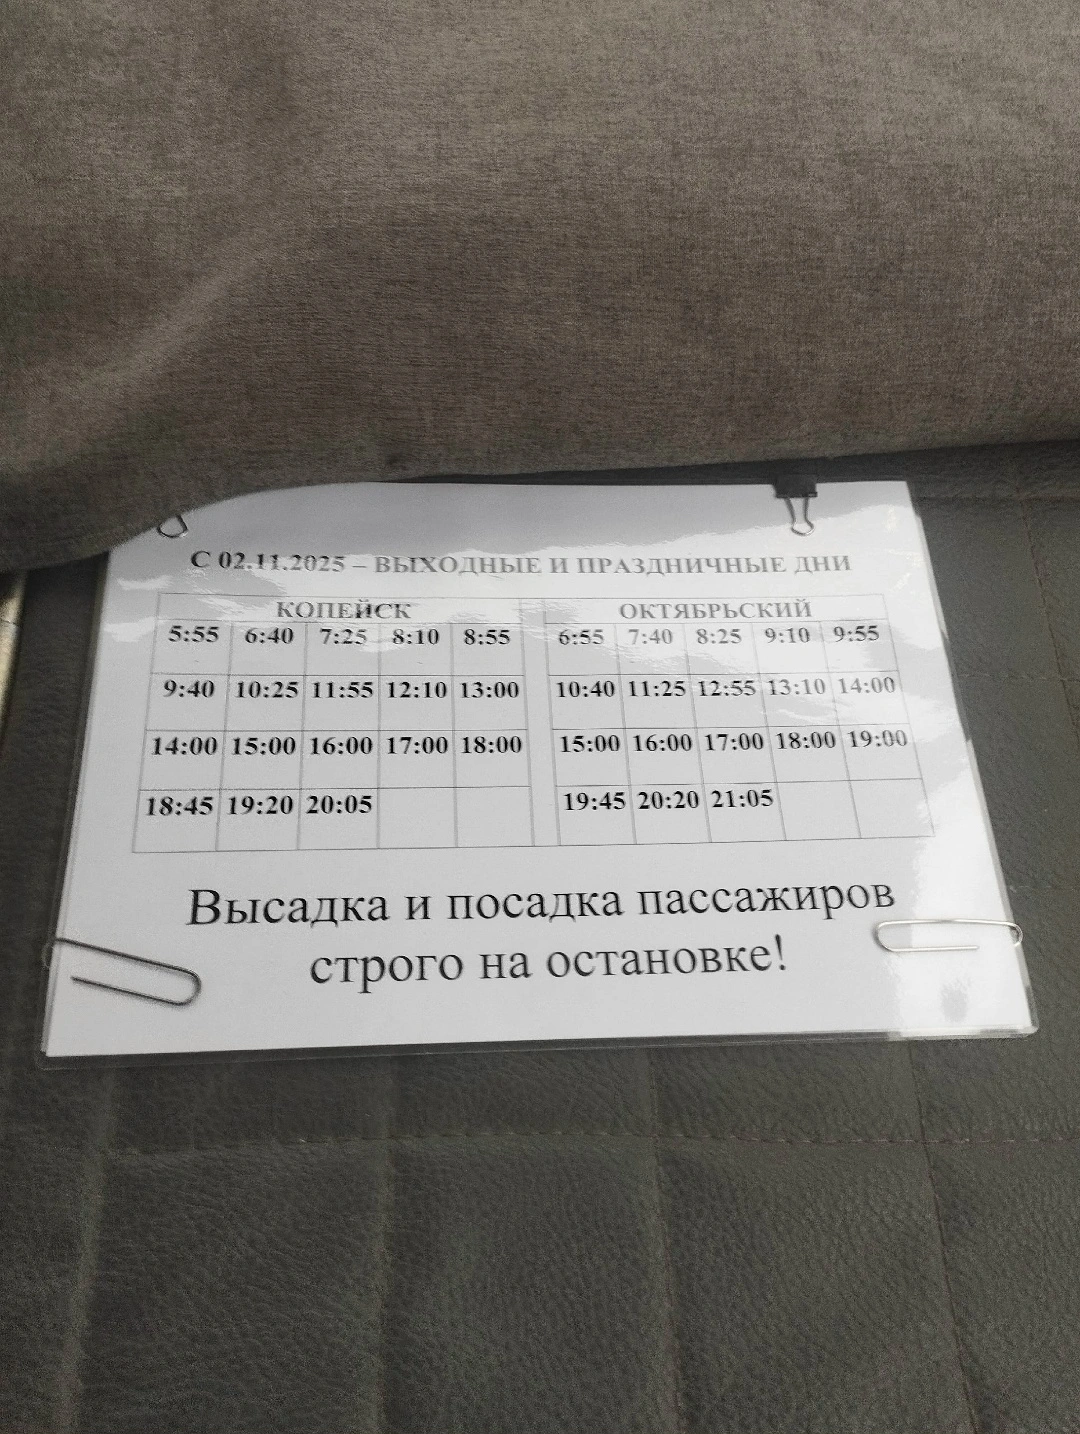 С 02.11.2025 – ВЫХОДНЫЕ И ПРАЗДНИЧНЫЕ ДНИ
КОПЕЙСК ОКТЯБРЬСКИЙ
5:55 6:40 7:25 8:10 8:55 6:55 7:40 8:25 9:10 9:55
9:40 10:25 11:55 12:10 13:00 10:40 11:25 12:55 13:10 14:00
14:00 15:00 16:00 17:00 18:00 15:00 16:00 17:00 18:00 19:00
18:45 19:20 20:05 19:45 20:20 21:05
Высадка и посадка пассажиров
строго на остановке!